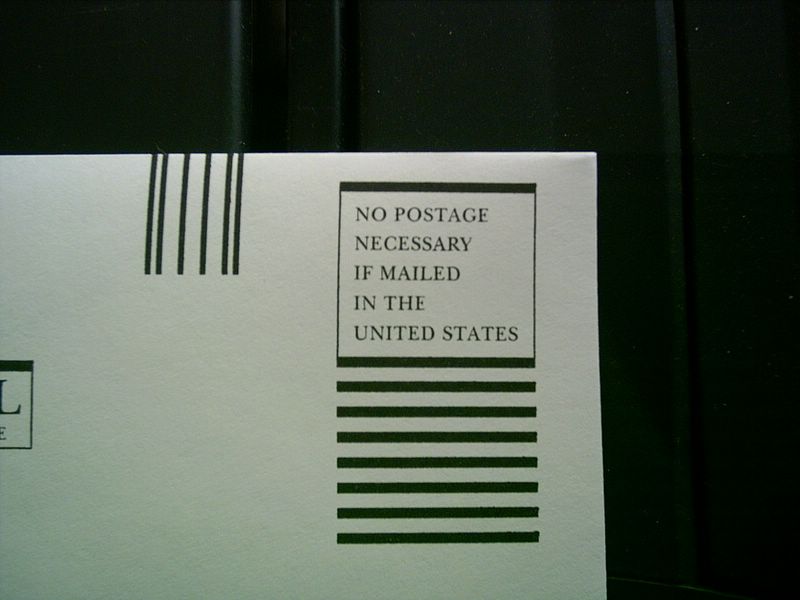 NO POSTAGE
NECESSARY
IF MAILED
IN THE
UNITED STATES
L
E